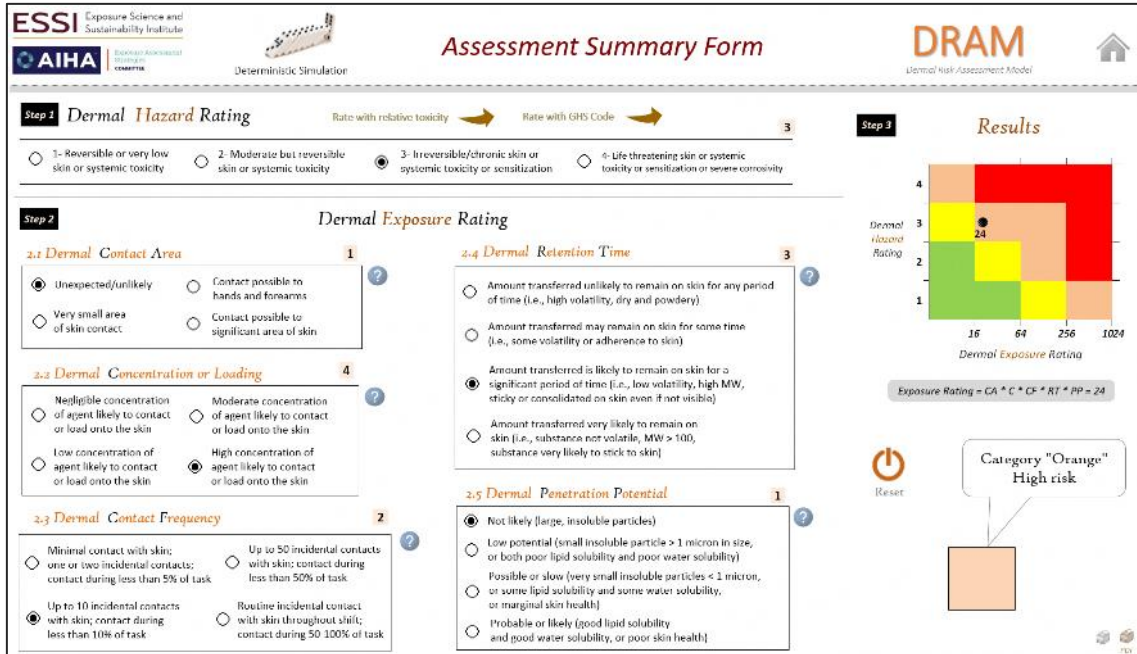 ESSI Exposure Science and
Sustainability Institute
AIHA
COMMITTEE
Deterministic Simulation
Assessment Summary Form
DRAM
Dermal Risk Assessment Model
Step 1 Dermal Hazard Rating
Rate with relative toxicity
Rate with GHS Code
3
1- Reversible or very low
skin or systemic toxicity
2- Moderate but reversible
skin or systemic toxicity
3- Irreversible/chronic skin or
systemic toxicity or sensitization
4- Life threatening skin or systemic
toxicity or sensitization or severe corrosivity
Step 2
Dermal Exposure Rating
2.1 Dermal Contact Area
1
?
Unexpected/unlikely
Contact possible to
hands and forearms
Very small area
of skin contact
Contact possible to
significant area of skin
2.2 Dermal Concentration or Loading
4
?
Negligible concentration
of agent likely to contact
or load onto the skin
Moderate concentration
of agent likely to contact
or load onto the skin
Low concentration of
agent likely to contact
or load onto the skin
High concentration of
agent likely to contact
or load onto the skin
2.3 Dermal Contact Frequency
2
?
Minimal contact with skin;
one or two incidental contacts;
contact during less than 5% of task
Up to 50 incidental contacts
with skin; contact during
less than 50% of task
Up to 10 incidental contacts
with skin; contact during
less than 10% of task
Routine incidental contact
with skin throughout shift;
contact during 50 100% of task
2.4 Dermal Retention Time
3
?
Amount transferred unlikely to remain on skin for any period
of time (i.e., high volatility, dry and powdery)
Amount transferred may remain on skin for some time
(i.e., some volatility or adherence to skin)
Amount transferred is likely to remain on skin for a
significant period of time (i.e., low volatility, high MW,
sticky or consolidated on skin even if not visible)
Amount transferred very likely to remain on
skin (i.e., substance not volatile, MW > 100,
substance very likely to stick to skin)
2.5 Dermal Penetration Potential
1
?
Not likely (large, insoluble particles)
Low potential (small insoluble particle > 1 micron in size,
or both poor lipid solubility and poor water solubility)
Possible or slow (very small insoluble particles < 1 micron,
or some lipid solubility and some water solubility,
or marginal skin health)
Probable or likely (good lipid solubility
and good water solubility, or poor skin health)
Step 3
Results
4
3
2
1
Dermal
Hazard
Rating
24
16 64 256 1024
Dermal Exposure Rating
Exposure Rating = CA * C * CF * RT * PP = 24
Reset
Category "Orange"
High risk